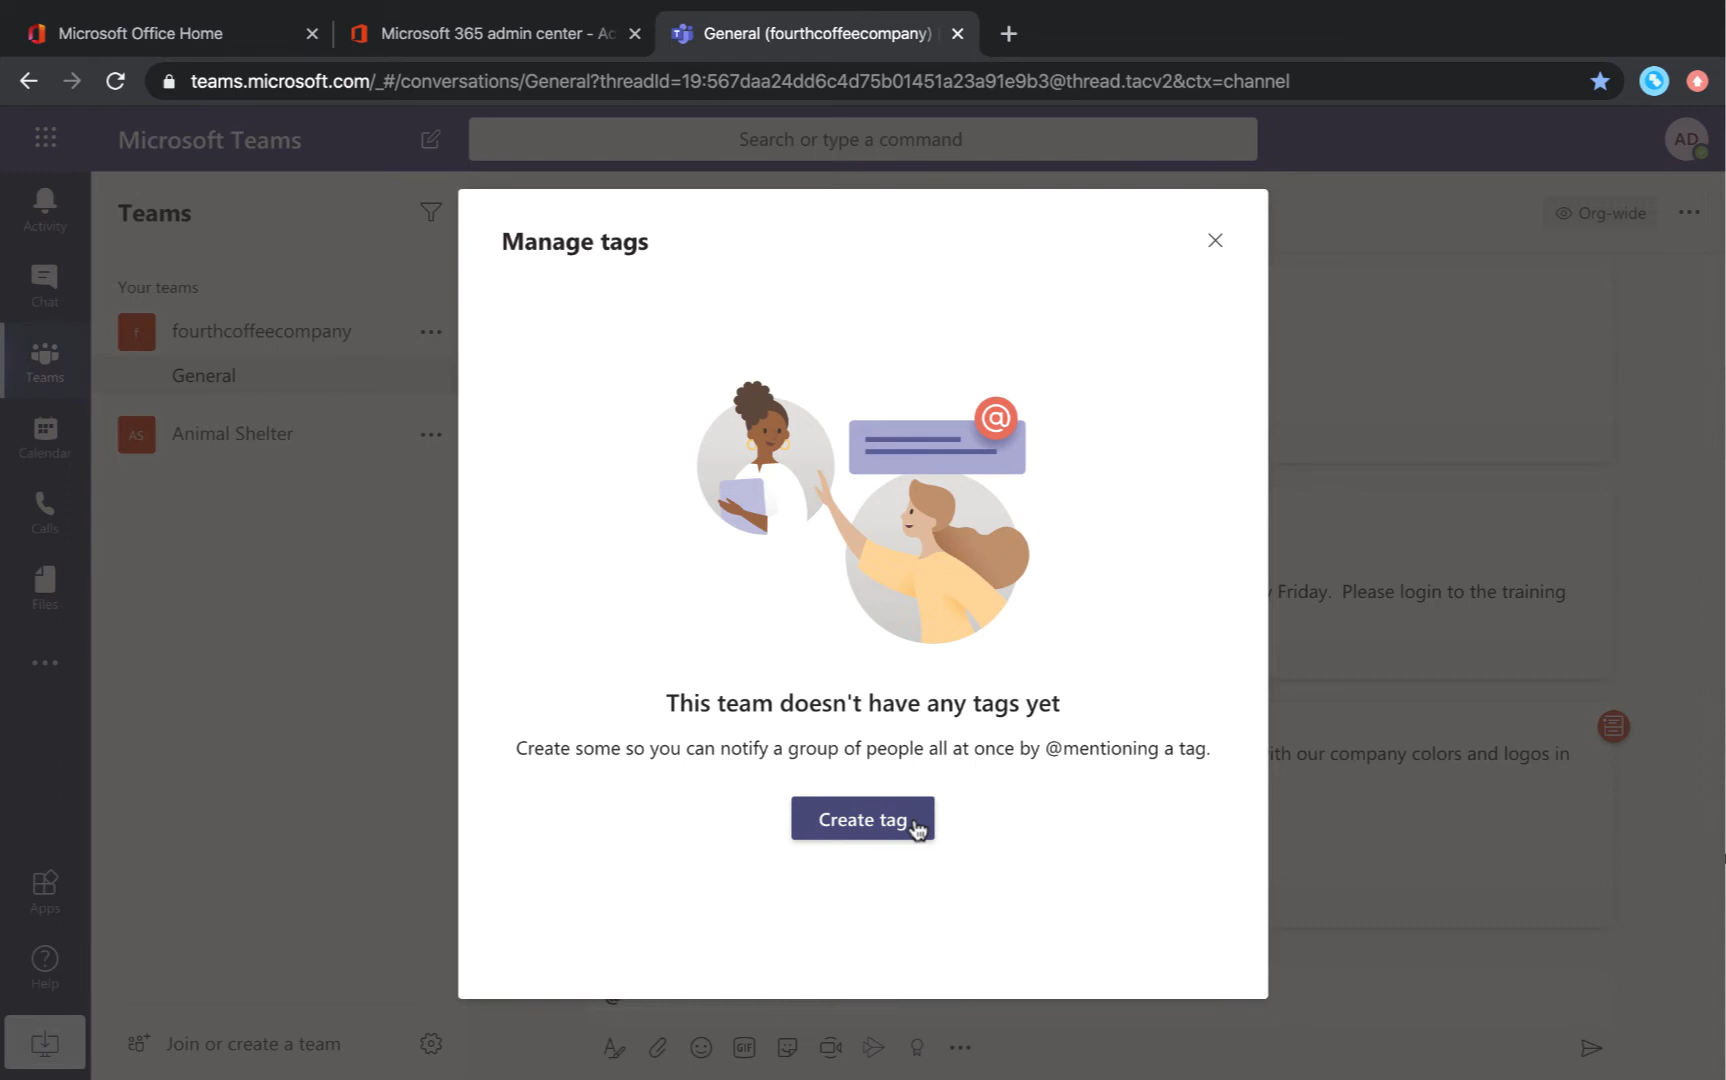 Microsoft Office Home
Microsoft 365 admin center - Ac
General (fourthcoffeecompany)
teams.microsoft.com/_#/conversations/General?threadId=19:567daa24dd6c4d75b01451a23a91e9b3@thread.tacv2&ctx=channel
Microsoft Teams
Search or type a command
AD
Activity
Chat
Teams
Calendar
Calls
Files
Apps
Help
Teams
Your teams
f
fourthcoffeecompany
General
AS
Animal Shelter
Join or create a team
Org-wide
Manage tags
@
This team doesn't have any tags yet
Create some so you can notify a group of people all at once by @mentioning a tag.
Create tag
Friday. Please login to the training
ith our company colors and logos in
GIF